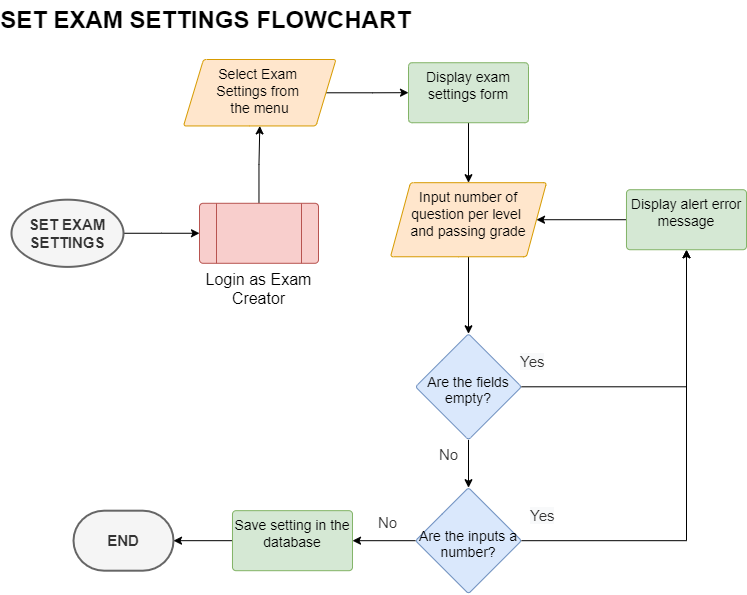 SET EXAM SETTINGS FLOWCHART
Select Exam
Settings from
the menu
Display exam
settings form
Input number of
question per level
and passing grade
Display alert error
message
SET EXAM
SETTINGS
Login as Exam
Creator
Yes
Are the fields
empty?
No
Yes
Are the inputs a
number?
No
Save setting in the
database
END